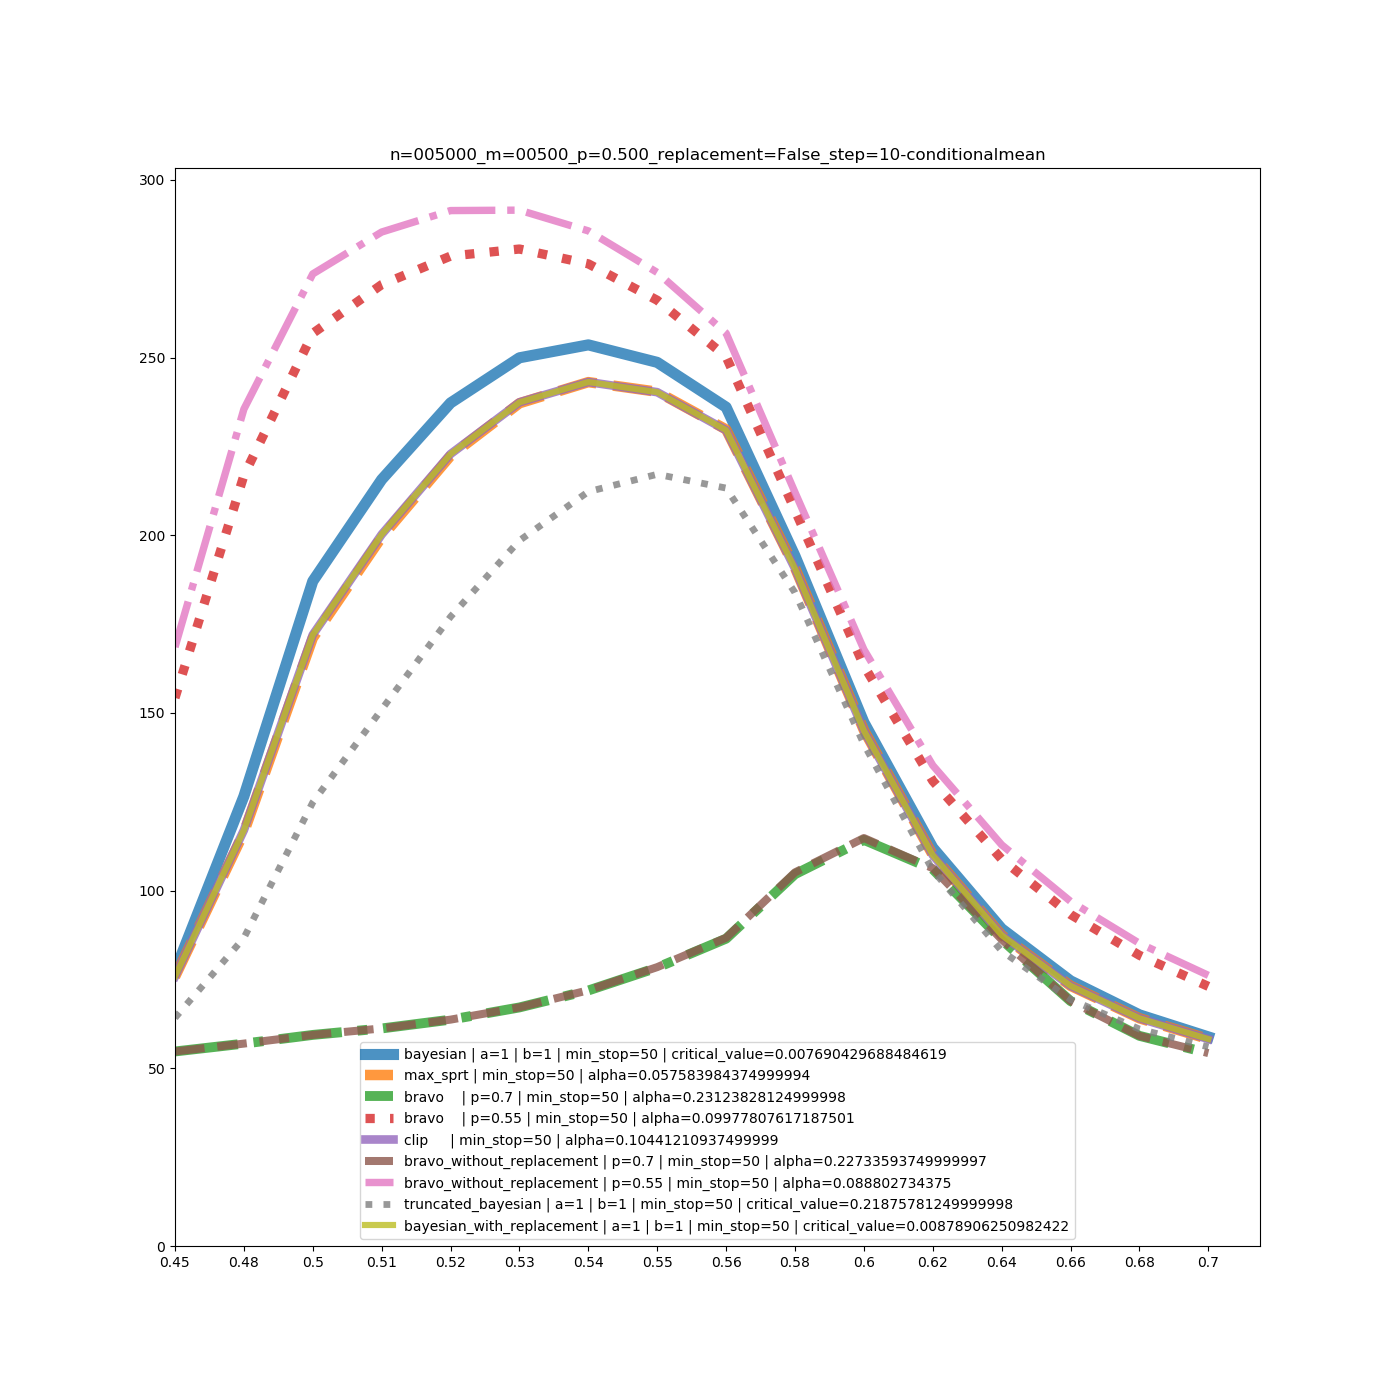 n=005000_m=00500_p=0.500_replacement=False_step=10-conditionalmean
300
250
200
150
100
50
0
bayesian | a=1 | b=1 | min_stop=50 | critical_value=0.007690429688484619
max_sprt | min_stop=50 | alpha=0.057583984374999994
bravo | p=0.7 | min_stop=50 | alpha=0.23123828124999998
bravo | p=0.55 | min_stop=50 | alpha=0.09977807617187501
clip | min_stop=50 | alpha=0.10441210937499999
bravo_without_replacement | p=0.7 | min_stop=50 | alpha=0.22733593749999997
bravo_without_replacement | p=0.55 | min_stop=50 | alpha=0.088802734375
truncated_bayesian | a=1 | b=1 | min_stop=50 | critical_value=0.21875781249999998
bayesian_with_replacement | a=1 | b=1 | min_stop=50 | critical_value=0.00878906250982422
0.45 0.48 0.5 0.51 0.52 0.53 0.54 0.55 0.56 0.58 0.6 0.62 0.64 0.66 0.68 0.7